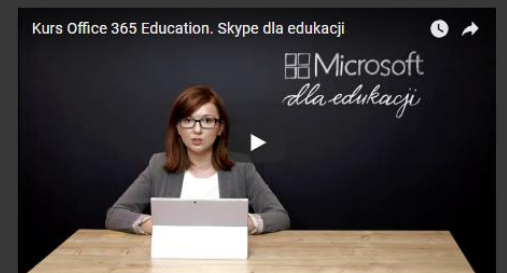 Kurs Office 365 Education. Skype dla edukacji
Microsoft
dla edukacji